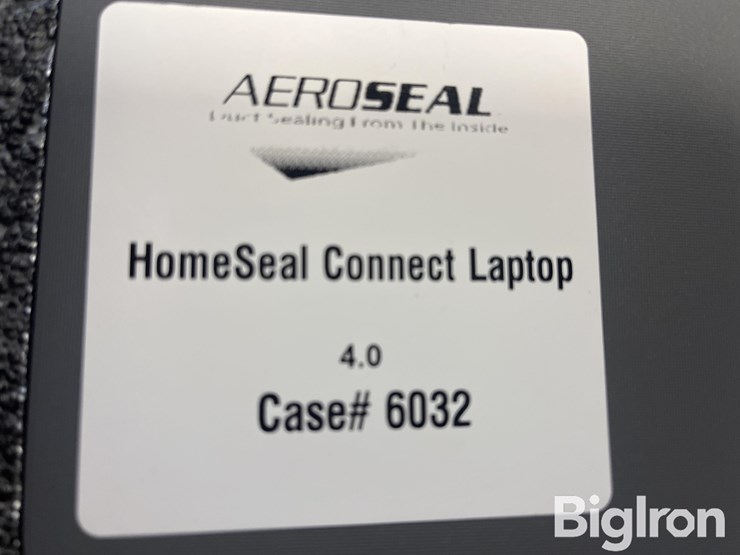 AEROSEAL
Duct Sealing From The Inside
HomeSeal Connect Laptop
4.0
Case# 6032
BigIron